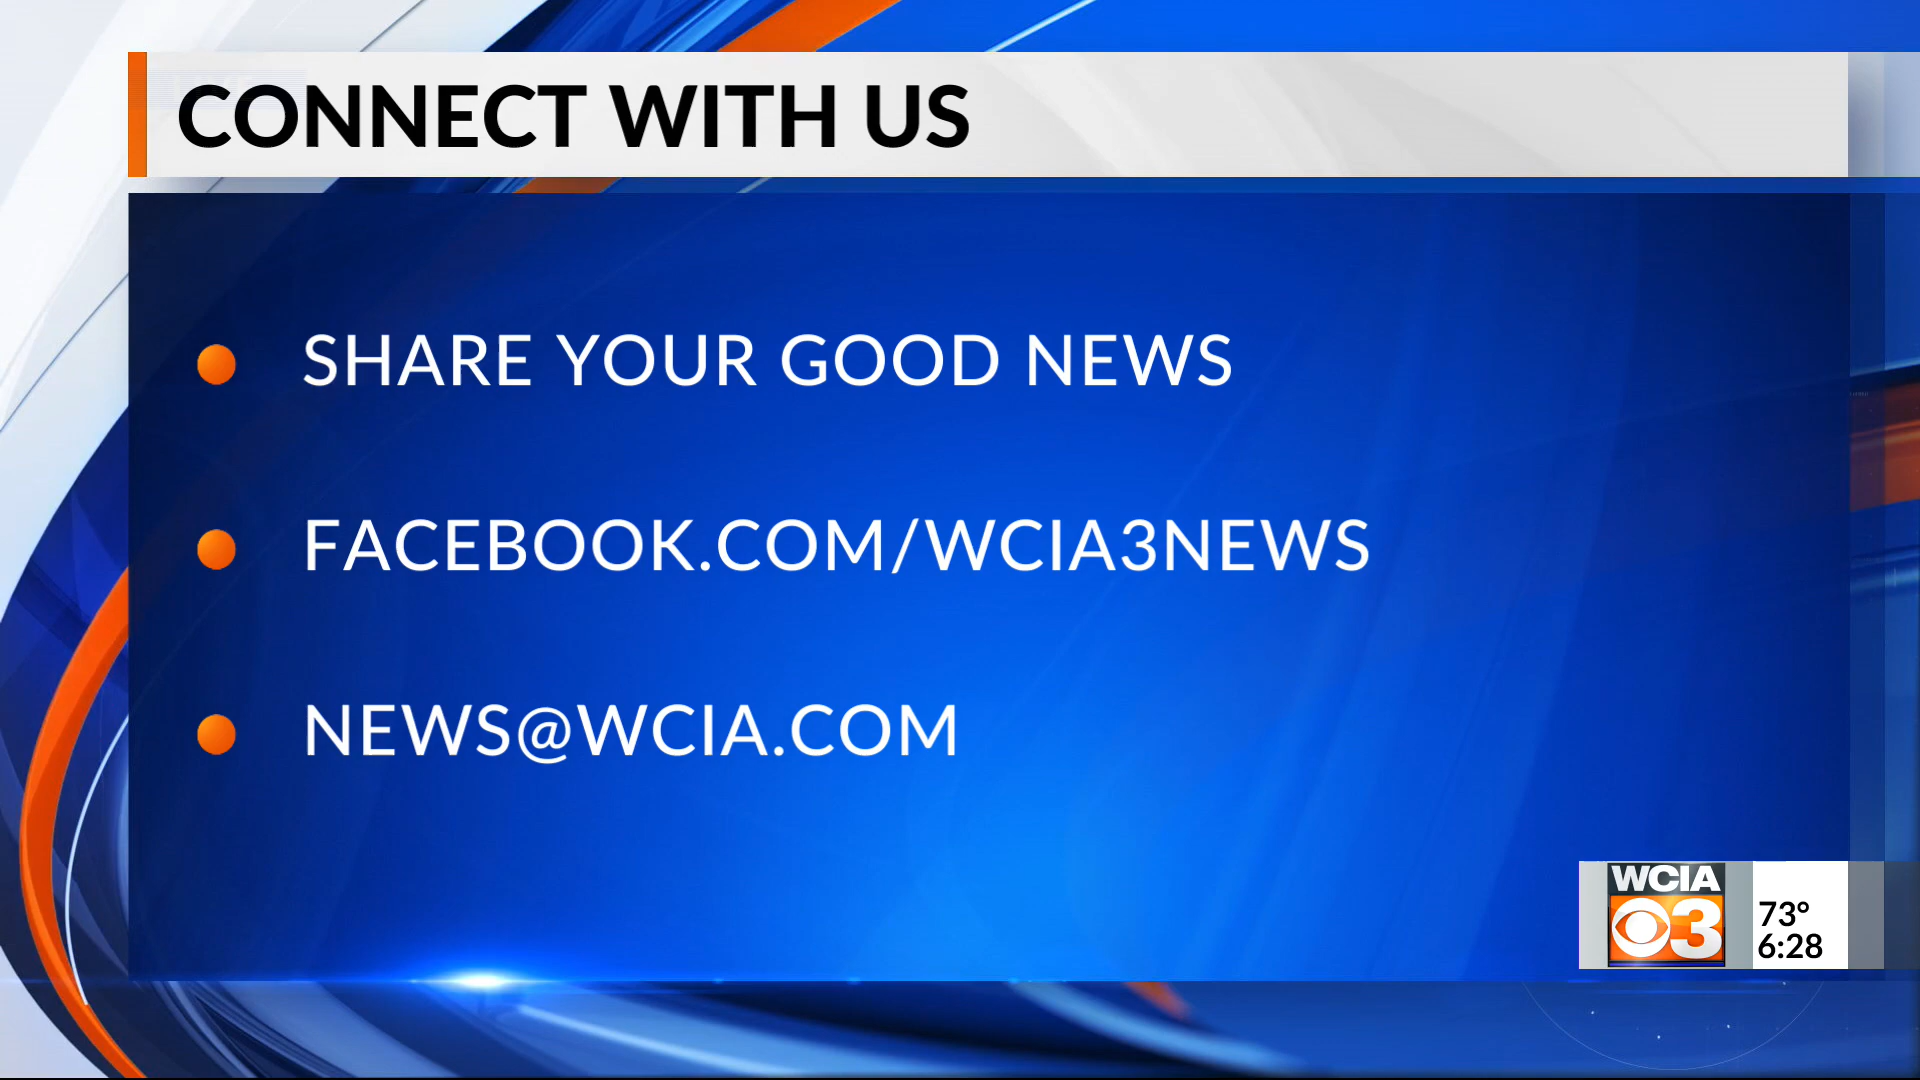 CONNECT WITH US
SHARE YOUR GOOD NEWS
FACEBOOK.COM/WCIA3NEWS
NEWS@WCIA.COM
WCIA
3
73°
6:28